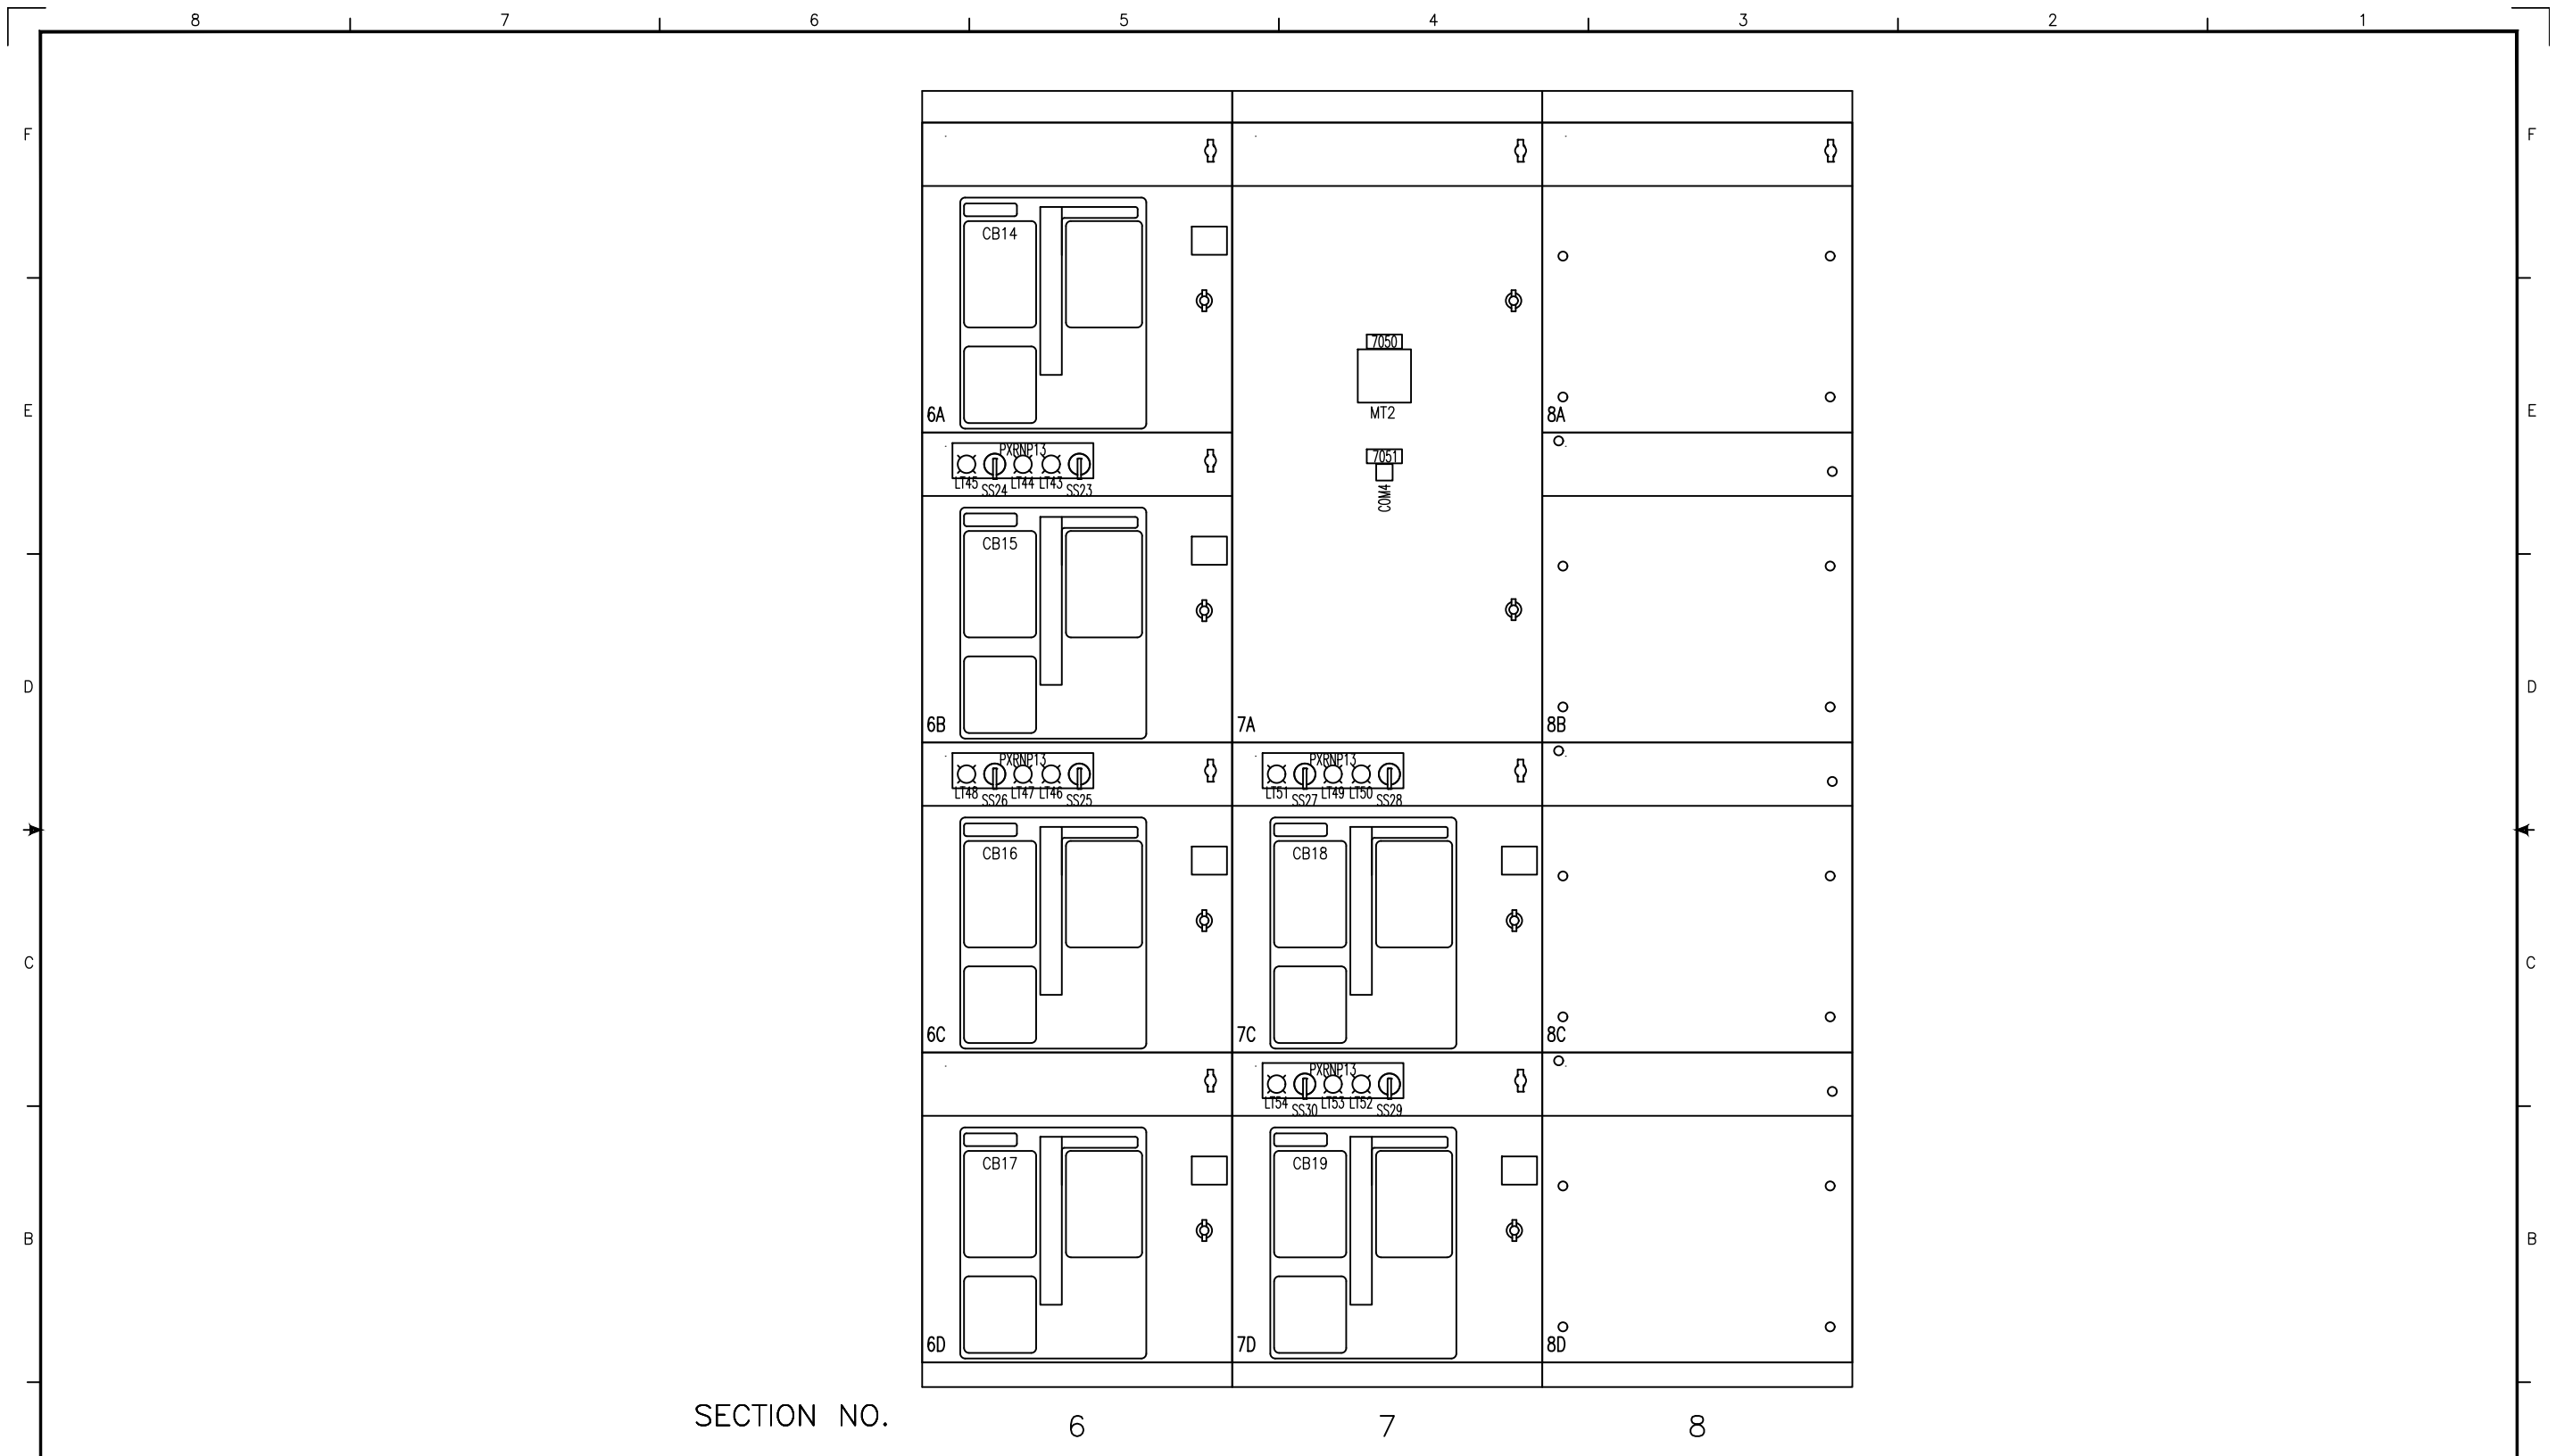 8 7 6 5 4 3 2 1
F F
CB14
7050
E E
MT2
6A 8A
PXRNP13
7051
LT45 SS24 LT44 LT43 SS23
COM4
CB15
D D
6B 7A 8B
PXRNP13 PXRNP13
LT48 SS26 LT47 LT46 SS25 LT51 SS27 LT49 LT50 SS28
CB16 CB18
C C
6C 7C 8C
PXRNP13
LT54 SS30 LT53 LT52 SS29
CB17 CB19
B B
6D 7D 8D
SECTION NO. 6 7 8